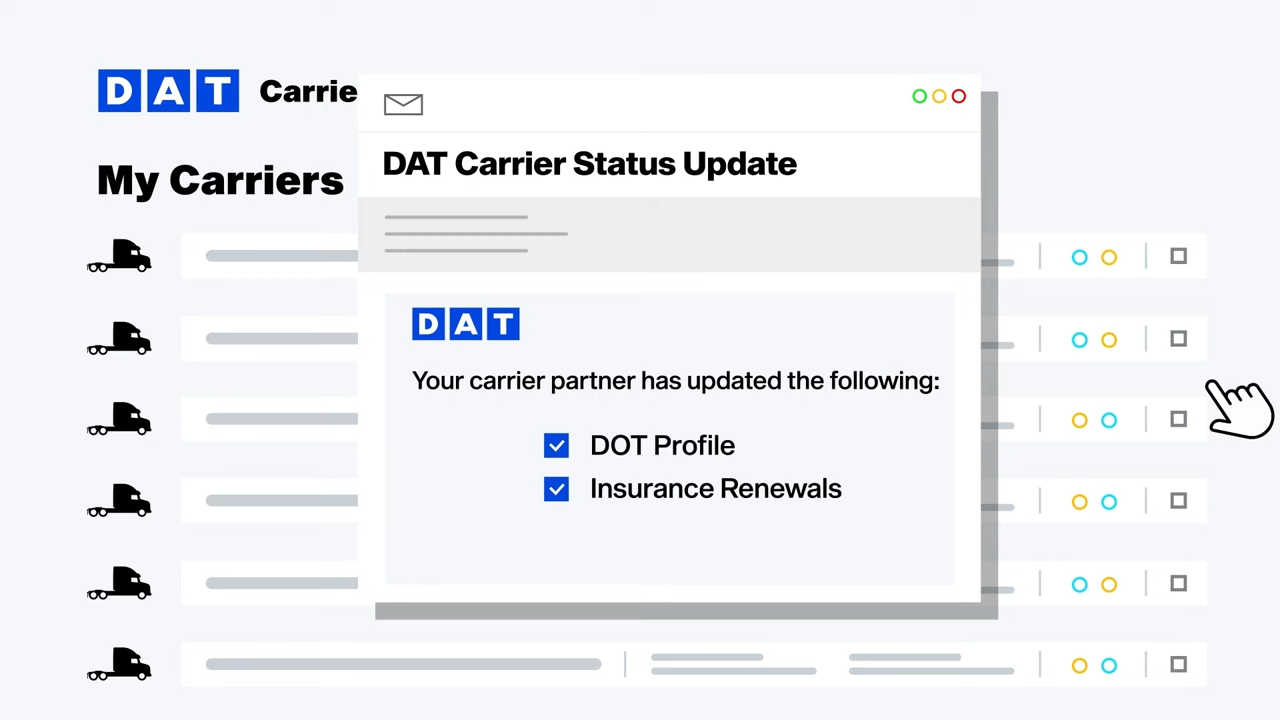 DAT Carrie
DAT Carrier Status Update
My Carriers
DAT
Your carrier partner has updated the following:
DOT Profile
Insurance Renewals